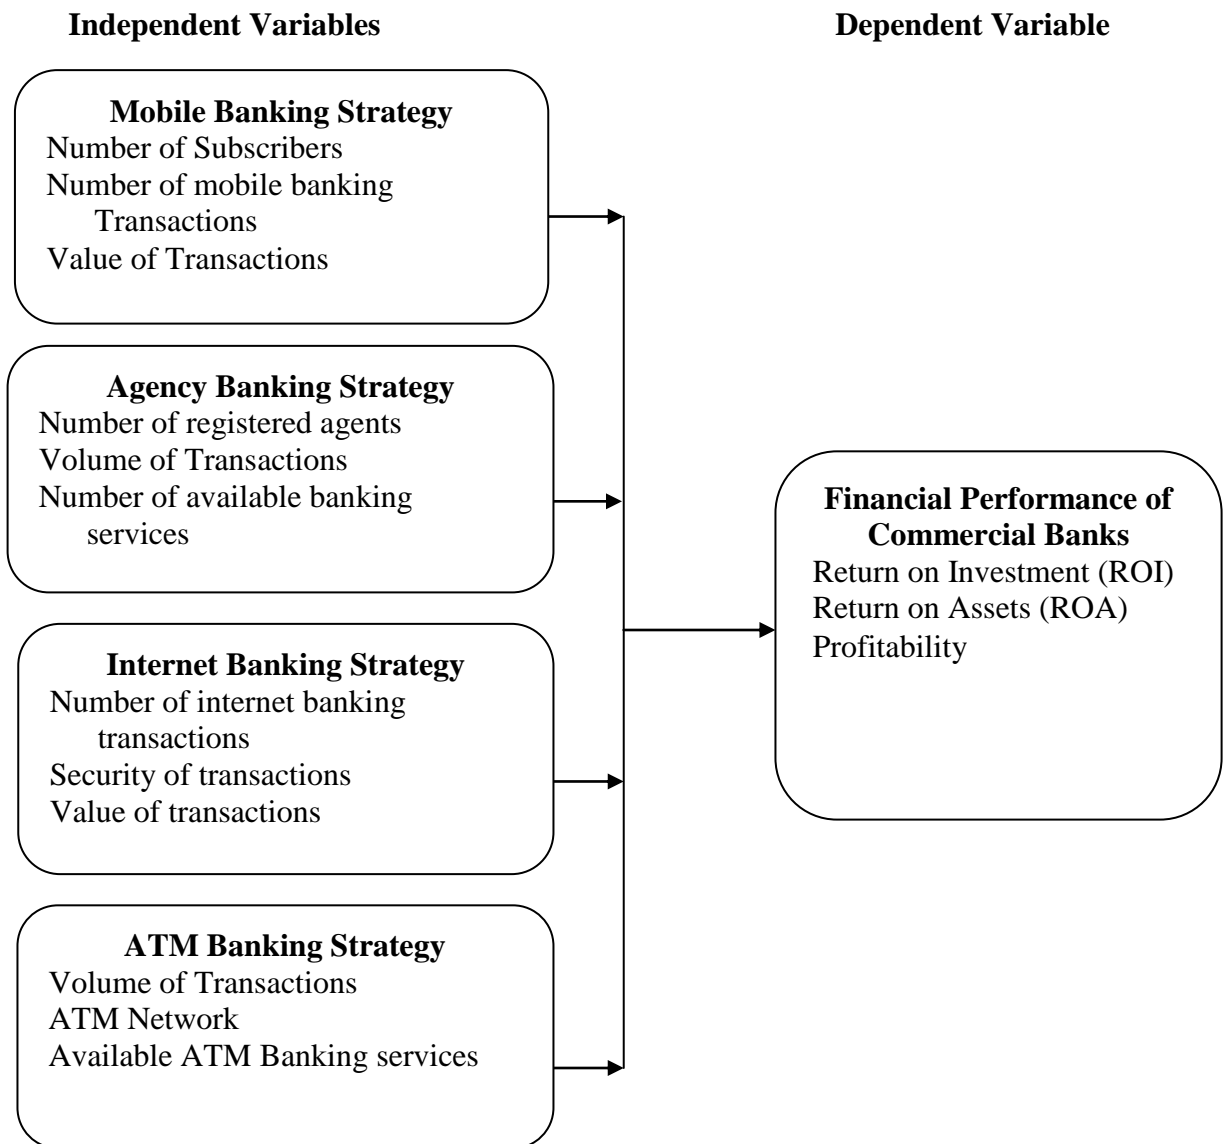 Independent Variables
Dependent Variable
Mobile Banking Strategy
Number of Subscribers
Number of mobile banking
Transactions
Value of Transactions
Agency Banking Strategy
Number of registered agents
Volume of Transactions
Number of available banking
services
Internet Banking Strategy
Number of internet banking
transactions
Security of transactions
Value of transactions
ATM Banking Strategy
Volume of Transactions
ATM Network
Available ATM Banking services
Financial Performance of
Commercial Banks
Return on Investment (ROI)
Return on Assets (ROA)
Profitability